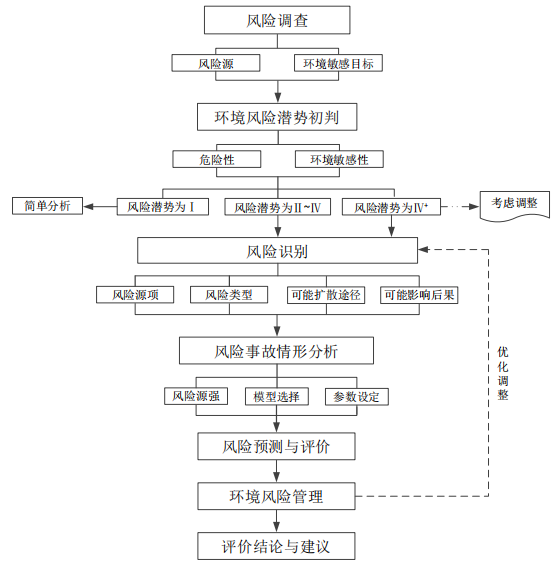 风险调查
风险源
环境敏感目标
环境风险潜势初判
危险性
环境敏感性
简单分析
风险潜势为Ⅰ
风险潜势为Ⅱ~Ⅳ
风险潜势为Ⅳ⁺
考虑调整
风险识别
风险源项
风险类型
可能扩散途径
可能影响后果
风险事故情形分析
风险源强
模型选择
参数设定
优化调整
风险预测与评价
环境风险管理
评价结论与建议